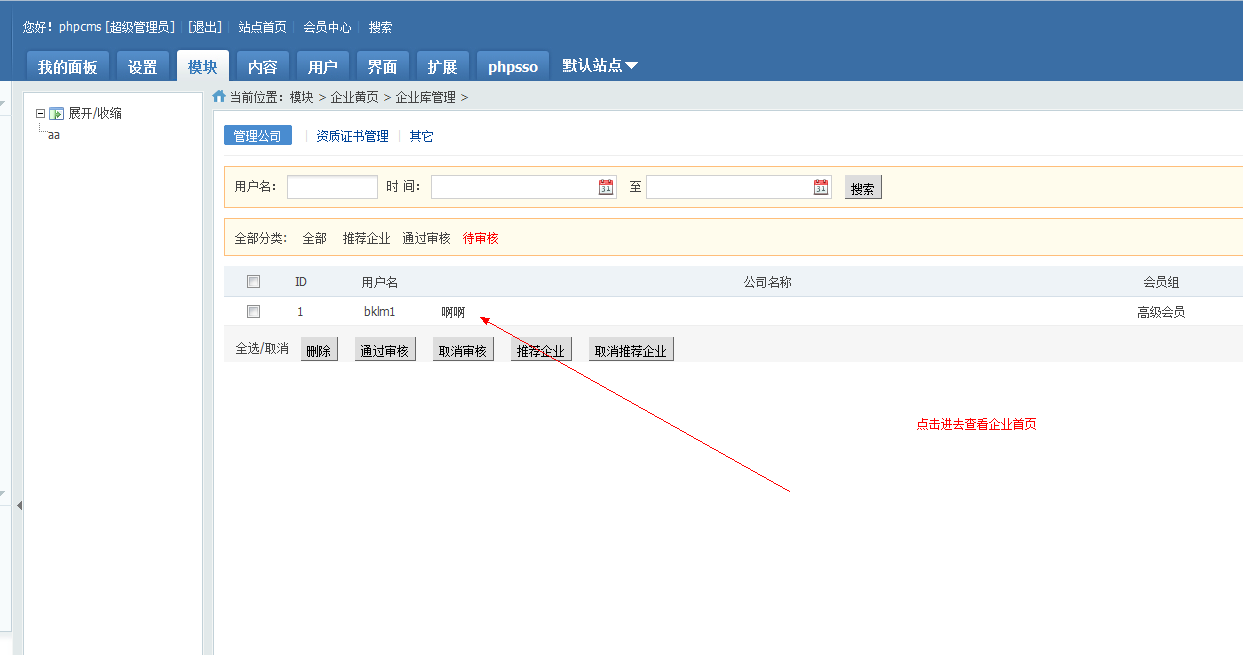 您好！phpcms [超级管理员] | [退出] | 站点首页 | 会员中心 | 搜索
我的面板 设置 模块 内容 用户 界面 扩展 phpsso 默认站点
当前位置：模块 > 企业黄页 > 企业库管理 >
展开/收缩
aa
管理公司 | 资质证书管理 | 其它
用户名： 时 间： 31 至 31 搜索
全部分类: 全部 推荐企业 通过审核 待审核
ID 用户名 公司名称 会员组
1 bklm1 啊啊 高级会员
全选/取消 删除 通过审核 取消审核 推荐企业 取消推荐企业
点击进去查看企业首页